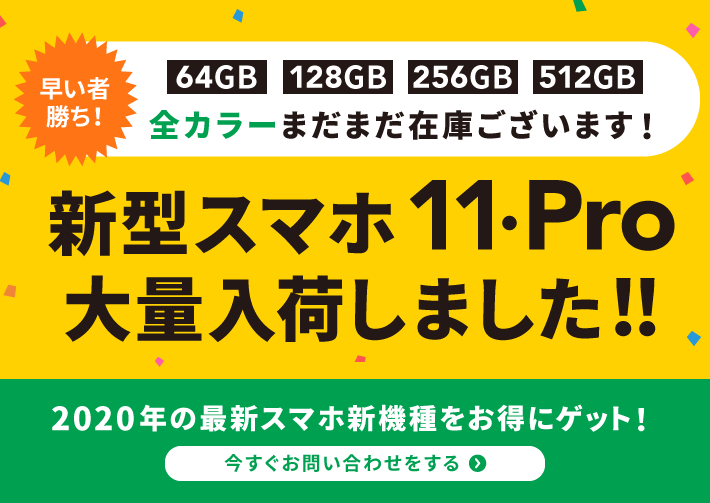 早い者
勝ち！
64GB 128GB 256GB 512GB
全カラーまだまだ在庫ございます！
新型スマホ11・Pro
大量入荷しました!!
2020年の最新スマホ新機種をお得にゲット！
今すぐお問い合わせをする